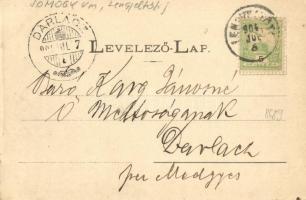 SOMOGY vm, Lengyeltóti
DARLACZ
LEVELEZŐ-LAP.
Báró Karg Jánosné
Ő Méltóságának
Darlacz
per Medgyes